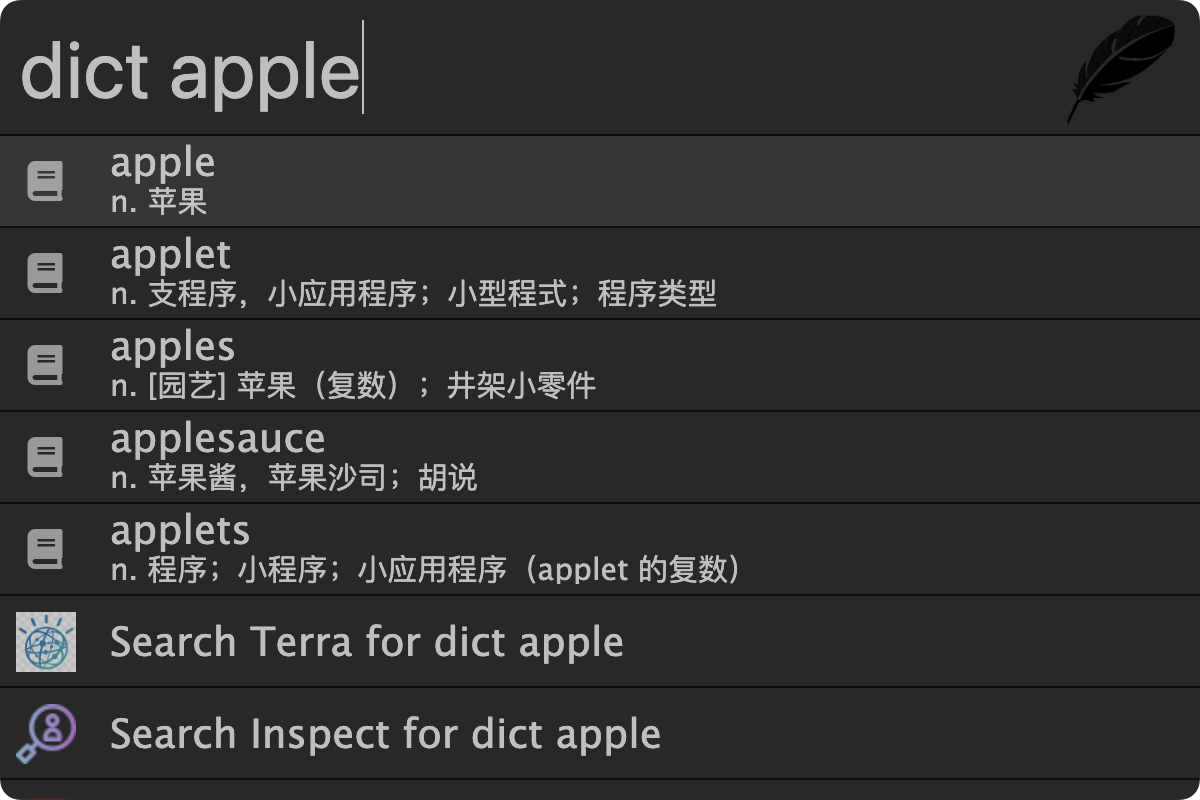 dict apple
apple
n. 苹果
applet
n. 支程序，小应用程序；小型程式；程序类型
apples
n. [园艺] 苹果（复数）；井架小零件
applesauce
n. 苹果酱，苹果沙司；胡说
applets
n. 程序；小程序；小应用程序（applet 的复数）
Search Terra for dict apple
Search Inspect for dict apple